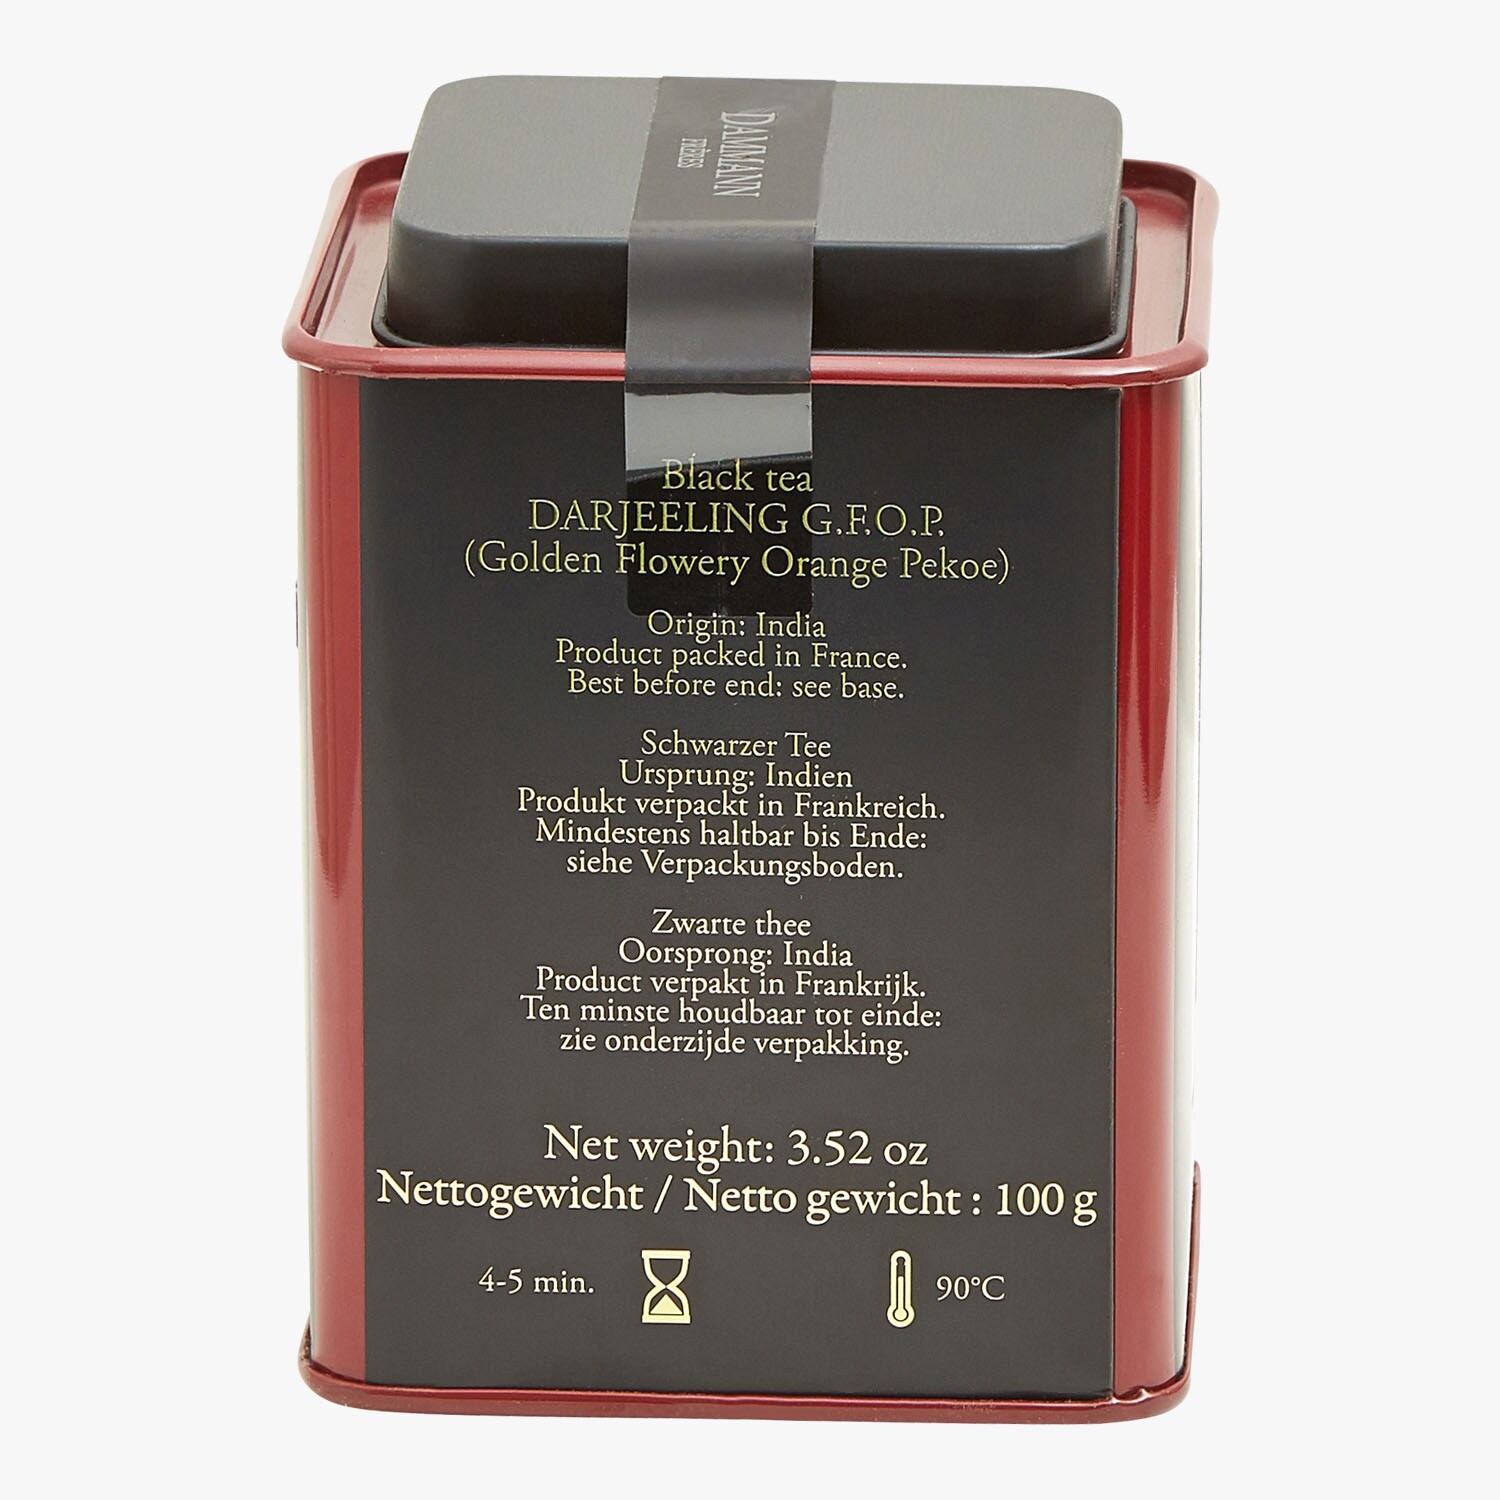 DAMMANN
FRÈRES
Black tea
DARJEELING G.F.O.P.
(Golden Flowery Orange Pekoe)
Origin: India
Product packed in France.
Best before end: see base.
Schwarzer Tee
Ursprung: Indien
Produkt verpackt in Frankreich.
Mindestens haltbar bis Ende:
siehe Verpackungsboden.
Zwarte thee
Oorsprong: India
Product verpakt in Frankrijk.
Ten minste houdbaar tot einde:
zie onderzijde verpakking.
Net weight: 3.52 oz
Nettogewicht / Netto gewicht : 100 g
4-5 min. 90°C